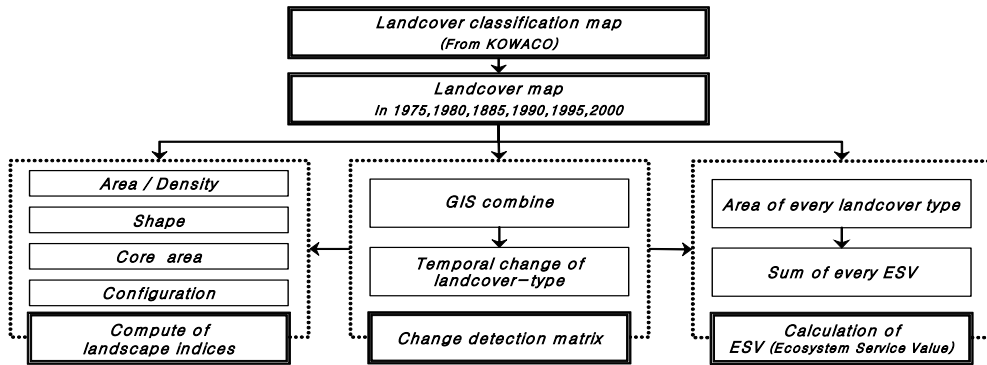 Landcover classification map
(From KOWACO)
Landcover map
In 1975,1980,1885,1990,1995,2000
Area / Density
Shape
Core area
Configuration
Compute of
landscape indices
GIS combine
Temporal change of
landcover-type
Change detection matrix
Area of every landcover type
Sum of every ESV
Calculation of
ESV (Ecosystem Service Value)